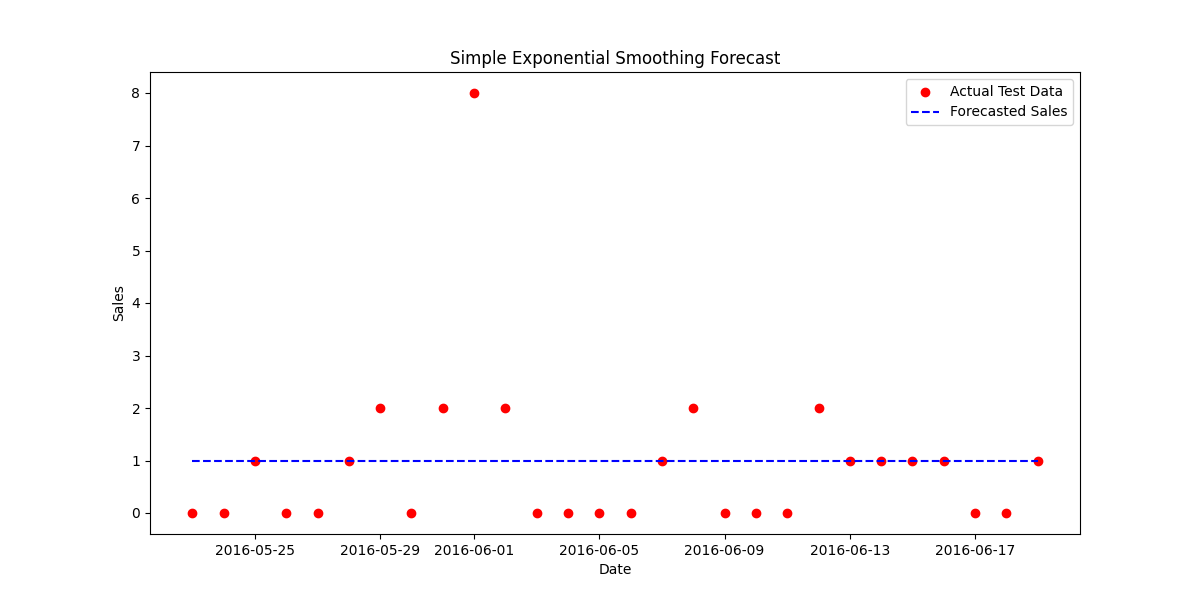 Simple Exponential Smoothing Forecast
Actual Test Data
Forecasted Sales
8
7
6
5
4
3
2
1
0
Sales
2016-05-25 2016-05-29 2016-06-01 2016-06-05 2016-06-09 2016-06-13 2016-06-17
Date